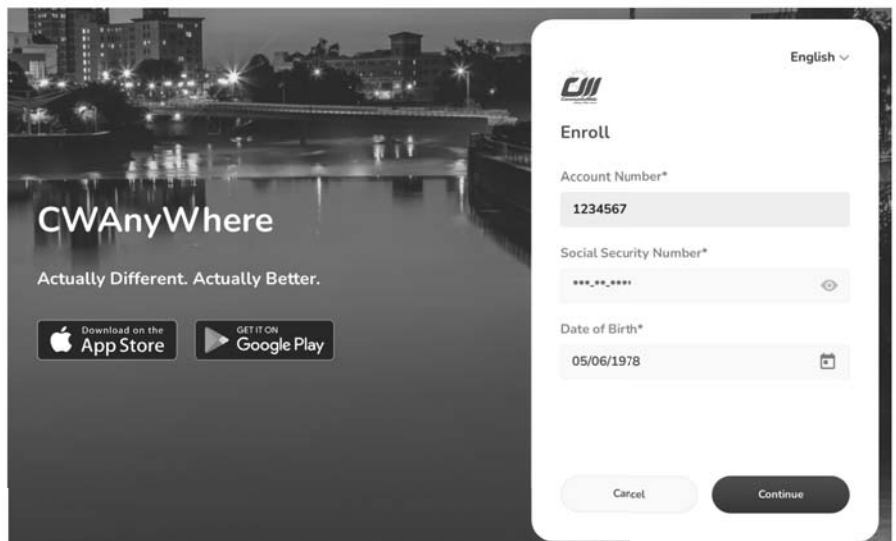 CWAnyWhere
Actually Different. Actually Better.
Download on the
App Store
GET IT ON
Google Play
English
CW
Enroll
Account Number*
1234567
Social Security Number*
***-**-****
Date of Birth*
05/06/1978
Cancel
Continue